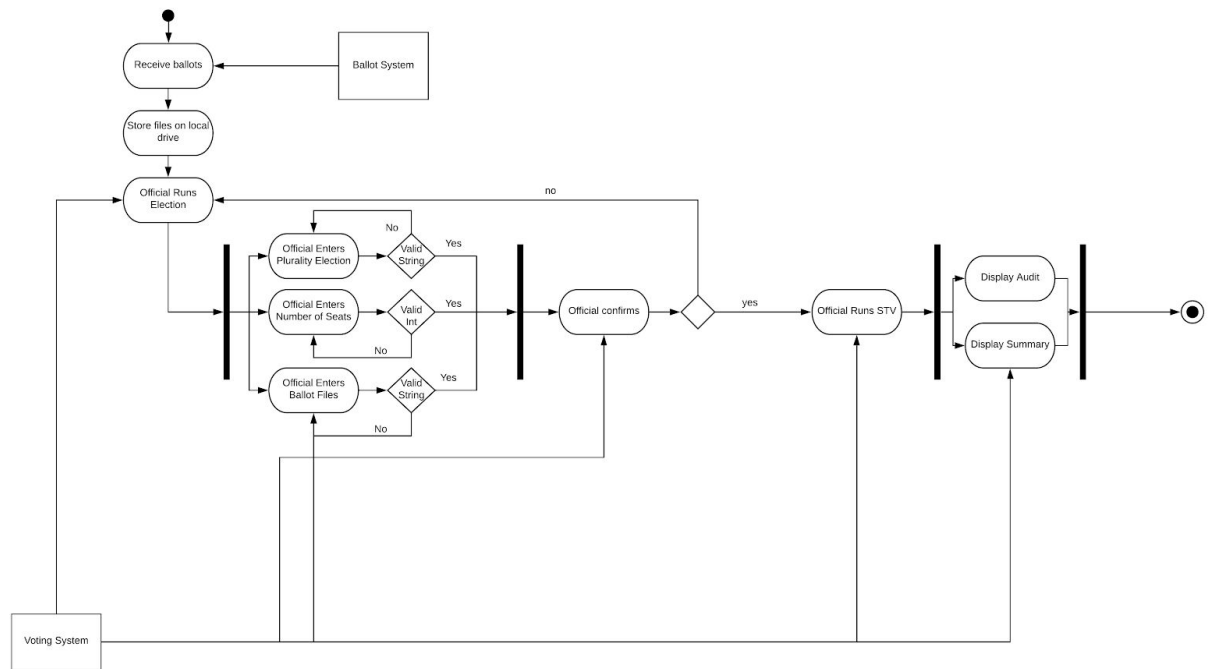 Receive ballots
Ballot System
Store files on local
drive
Official Runs
Election
no
No
Official Enters
Plurality Election
Valid
String
Yes
Official Enters
Number of Seats
Valid
Int
Yes
No
Official confirms
yes
Official Runs STV
Display Audit
Display Summary
Official Enters
Ballot Files
Valid
String
Yes
No
Voting System